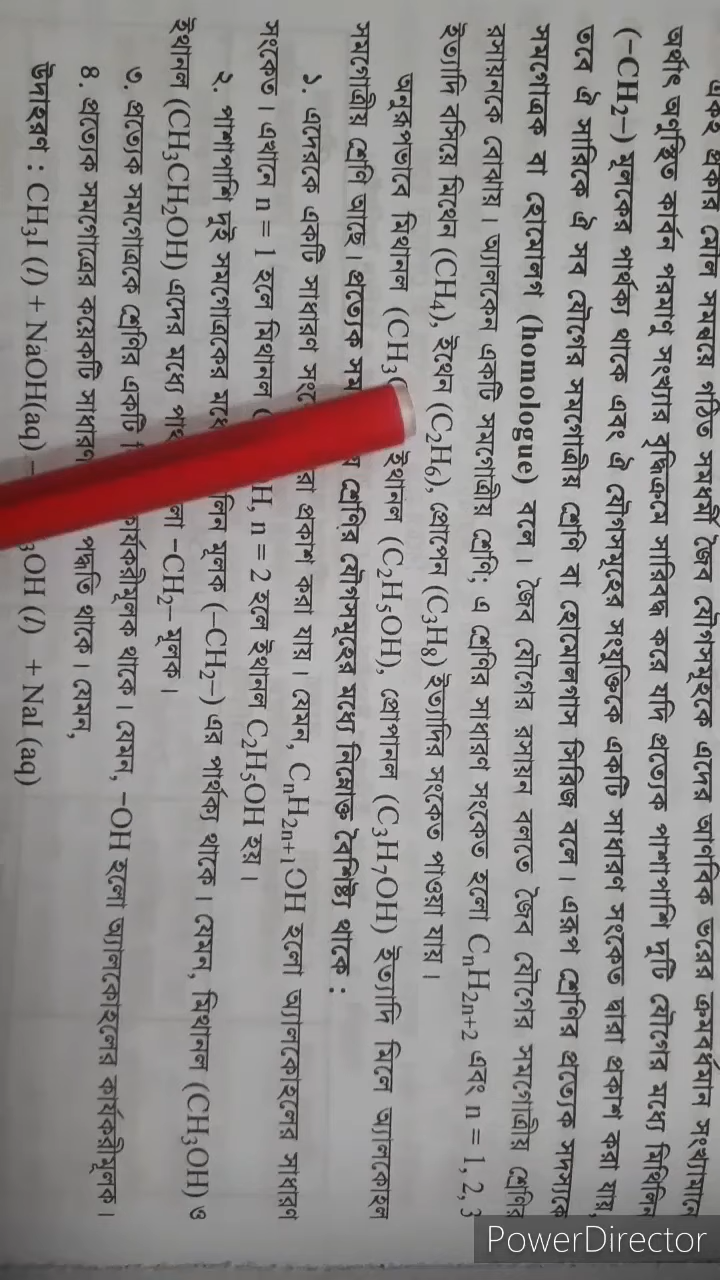 একই প্রকার মৌল সমন্বয়ে গঠিত সমধর্মী জৈব যৌগসমূহকে এদের আণবিক ভরের ক্রমবর্ধমান সংখ্যামানে
অর্থাৎ অণুস্থিত কার্বন পরমাণু সংখ্যার বৃদ্ধিক্রমে সারিবদ্ধ করে যদি প্রত্যেক পাশাপাশি দুটি যৌগের মধ্যে মিথিলিন
(−CH2−) মূলকের পার্থক্য থাকে এবং ঐ যৌগসমূহের সংযুক্তিকে একটি সাধারণ সংকেত দ্বারা প্রকাশ করা যায়,
তবে ঐ সারিকে ঐ সব যৌগের সমগোত্রীয় শ্রেণি বা হোমোলগাস সিরিজ বলে। এরূপ শ্রেণির প্রত্যেক সদস্যকে
সমগোত্রক বা হোমোলগ (homologue) বলে। জৈব যৌগের রসায়ন বলতে জৈব যৌগের সমগোত্রীয় শ্রেণির
রসায়নকে বোঝায়। অ্যালকেন একটি সমগোত্রীয় শ্রেণি; এ শ্রেণির সাধারণ সংকেত হলো CnH2n+2 এবং n = 1, 2, 3
ইত্যাদি বসিয়ে মিথেন (CH4), ইথেন (C2H6), প্রোপেন (C3H8) ইত্যাদির সংকেত পাওয়া যায়।
অনুরূপভাবে মিথানল (CH3 ইথানল (C2H5OH), প্রোপানল (C3H7OH) ইত্যাদি মিলে অ্যালকোহল
সমগোত্রীয় শ্রেণি আছে। প্রত্যেক শ্রেণির যৌগসমূহের মধ্যে নিম্নোক্ত বৈশিষ্ট্য থাকে :
১. এদেরকে একটি সাধারণ প্রকাশ করা যায়। যেমন, CnH2n+1OH হলো অ্যালকোহলের সাধারণ
সংকেত। এখানে n = 1 হলে মিথানল H, n = 2 হলে ইথানল C2H5OH হয়।
২. পাশাপাশি দুই সমগোত্রকের মূলক (−CH2−) এর পার্থক্য থাকে। যেমন, মিথানল (CH3OH) ও
ইথানল (CH3CH2OH) এদের মধ্যে −CH2− মূলক।
৩. প্রত্যেক সমগোত্রকে শ্রেণির একটি কার্যকরীমূলক থাকে। যেমন, −OH হলো অ্যালকোহলের কার্যকরীমূলক।
৪. প্রত্যেক সমগোত্রের কয়েকটি সাধারণ পদ্ধতি থাকে। যেমন,
উদাহরণ : CH3I (l) + NaOH(aq) 3OH (l) + NaI (aq)
PowerDirector